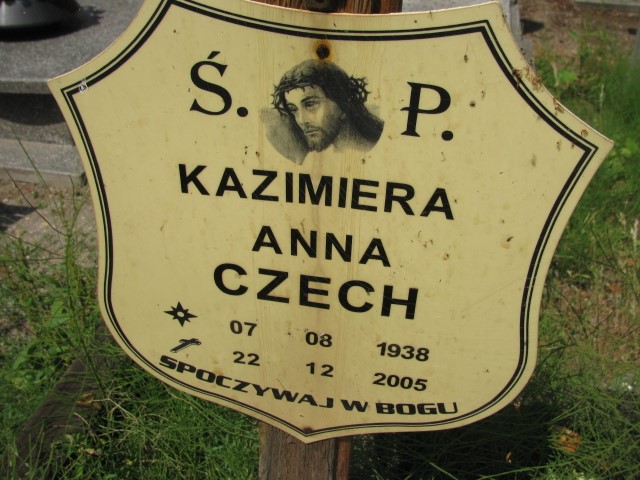 Ś. P.
KAZIMIERA
ANNA
CZECH
07 08 1938
22 12 2005
SPOCZYWAJ W BOGU